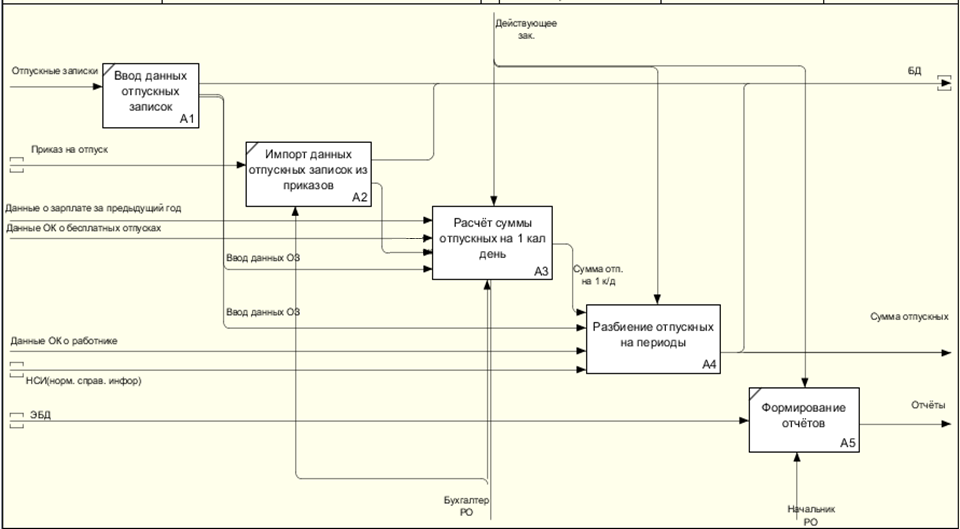 Действующее
зак.
Отпускные записки
Ввод данных
отпускных
записок
A1
БД
Приказ на отпуск
Импорт данных
отпускных записок из
приказов
A2
Данные о зарплате за предыдущий год
Данные ОК о бесплатных отпусках
Расчёт суммы
отпускных на 1 кал
день
A3
Ввод данных ОЗ
Сумма отп.
на 1 к/д
Ввод данных ОЗ
Разбиение отпускных
на периоды
A4
Сумма отпускных
Данные ОК о работнике
НСИ(норм. справ. инфор)
ЭБД
Формирование
отчётов
A5
Отчёты
Бухгалтер
РО
Начальник
РО